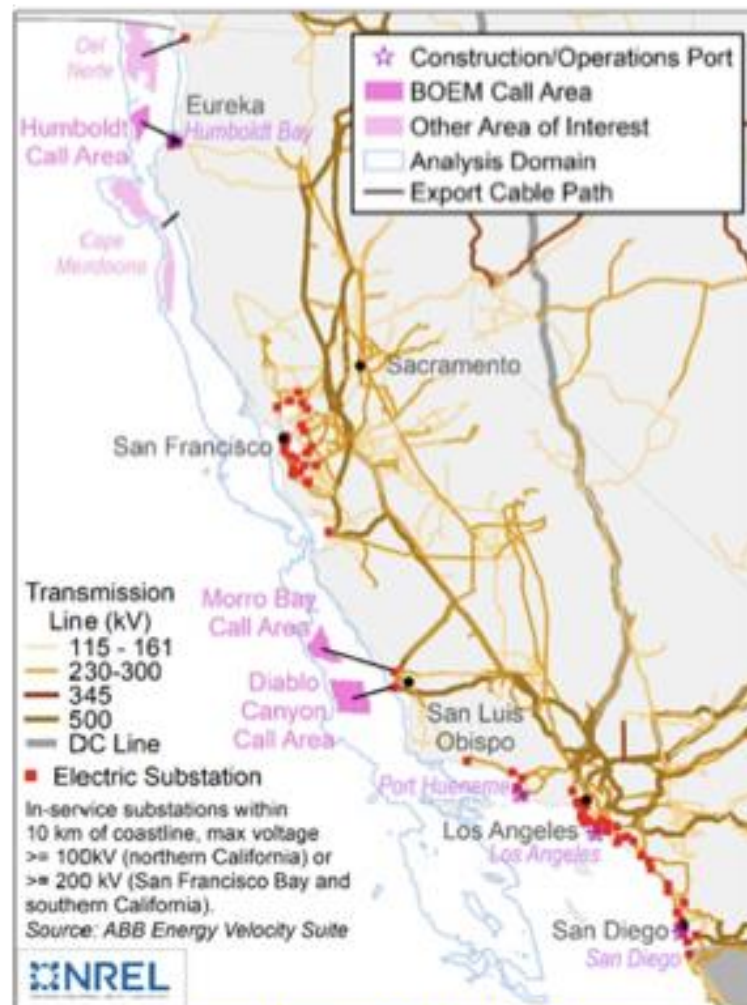 Del
Norte
Humboldt
Call Area
Eureka
Humboldt Bay
Construction/Operations Port
BOEM Call Area
Other Area of Interest
Analysis Domain
Export Cable Path
Cape
Sacramento
San Francisco
Morro Bay
Call Area
Diablo
Canyon
Call Area
San Luis
Obispo
Port Hueneme
Los Angeles
Los Angeles
San Diego
San Diego
Transmission
Line (kV)
115 - 161
230-300
345
500
DC Line
Electric Substation
In-service substations within
10 km of coastline, max voltage
>= 100kV (northern California) or
>= 200 kV (San Francisco Bay and
southern California).
Source: ABB Energy Velocity Suite
NREL